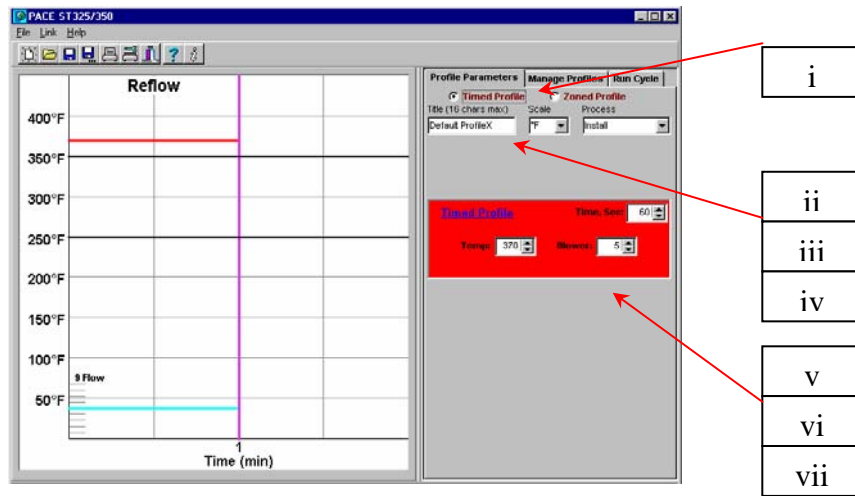 PACE ST325/350
File Link Help
Reflow
400°F
350°F
300°F
250°F
200°F
150°F
100°F
50°F
9 Flow
1
Time (min)
Profile Parameters Manage Profiles Run Cycle
Timed Profile Zoned Profile
Title (16 chars max) Scale Process
Default ProfileX °F Install
Timed Profile Time, Sec: 60
Temp: 370 Blower: 5
i
ii
iii
iv
v
vi
vii